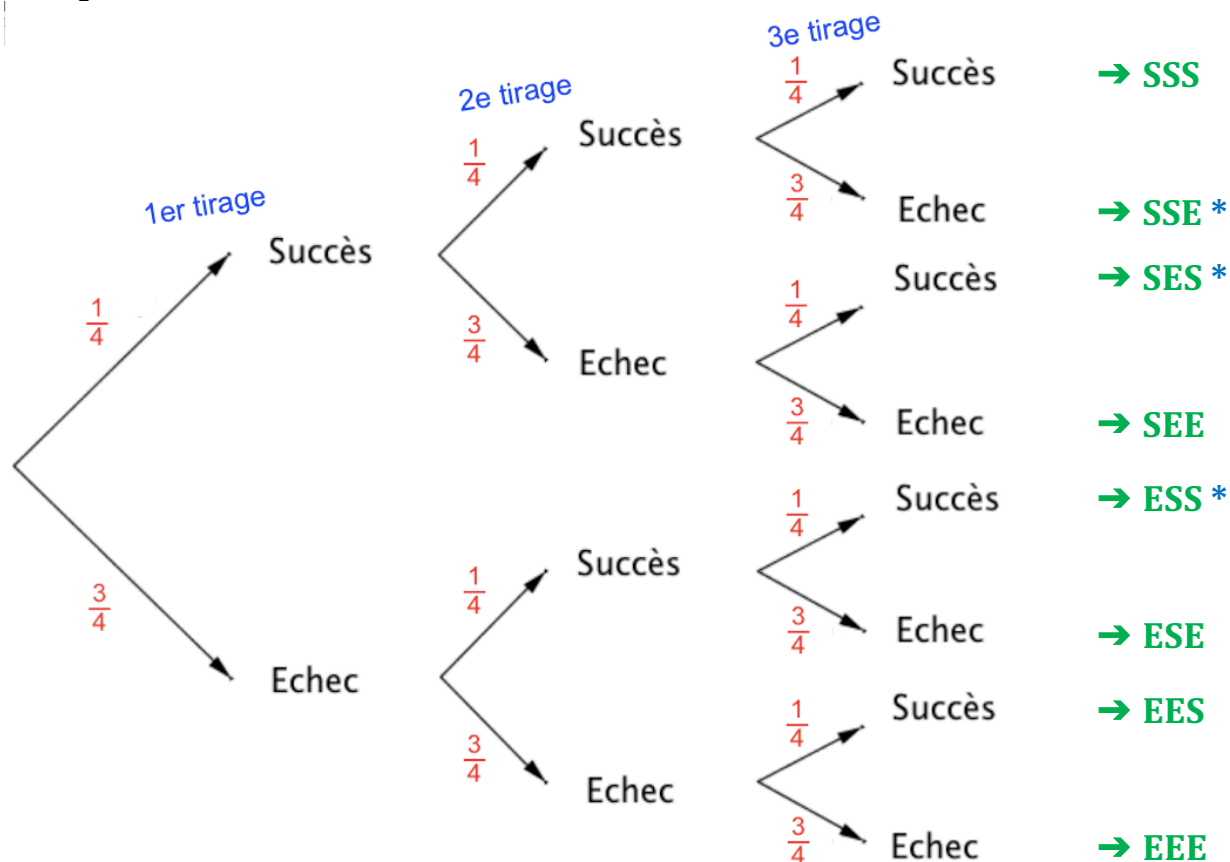 3e tirage
1/4 Succès → SSS
2e tirage
1/4 Succès
3/4 Echec → SSE *
1er tirage
Succès
1/4 Succès → SES *
1/4
3/4 Echec
3/4 Echec → SEE
1/4 Succès → ESS *
1/4 Succès
3/4
3/4 Echec → ESE
Echec
1/4 Succès → EES
3/4 Echec
3/4 Echec → EEE